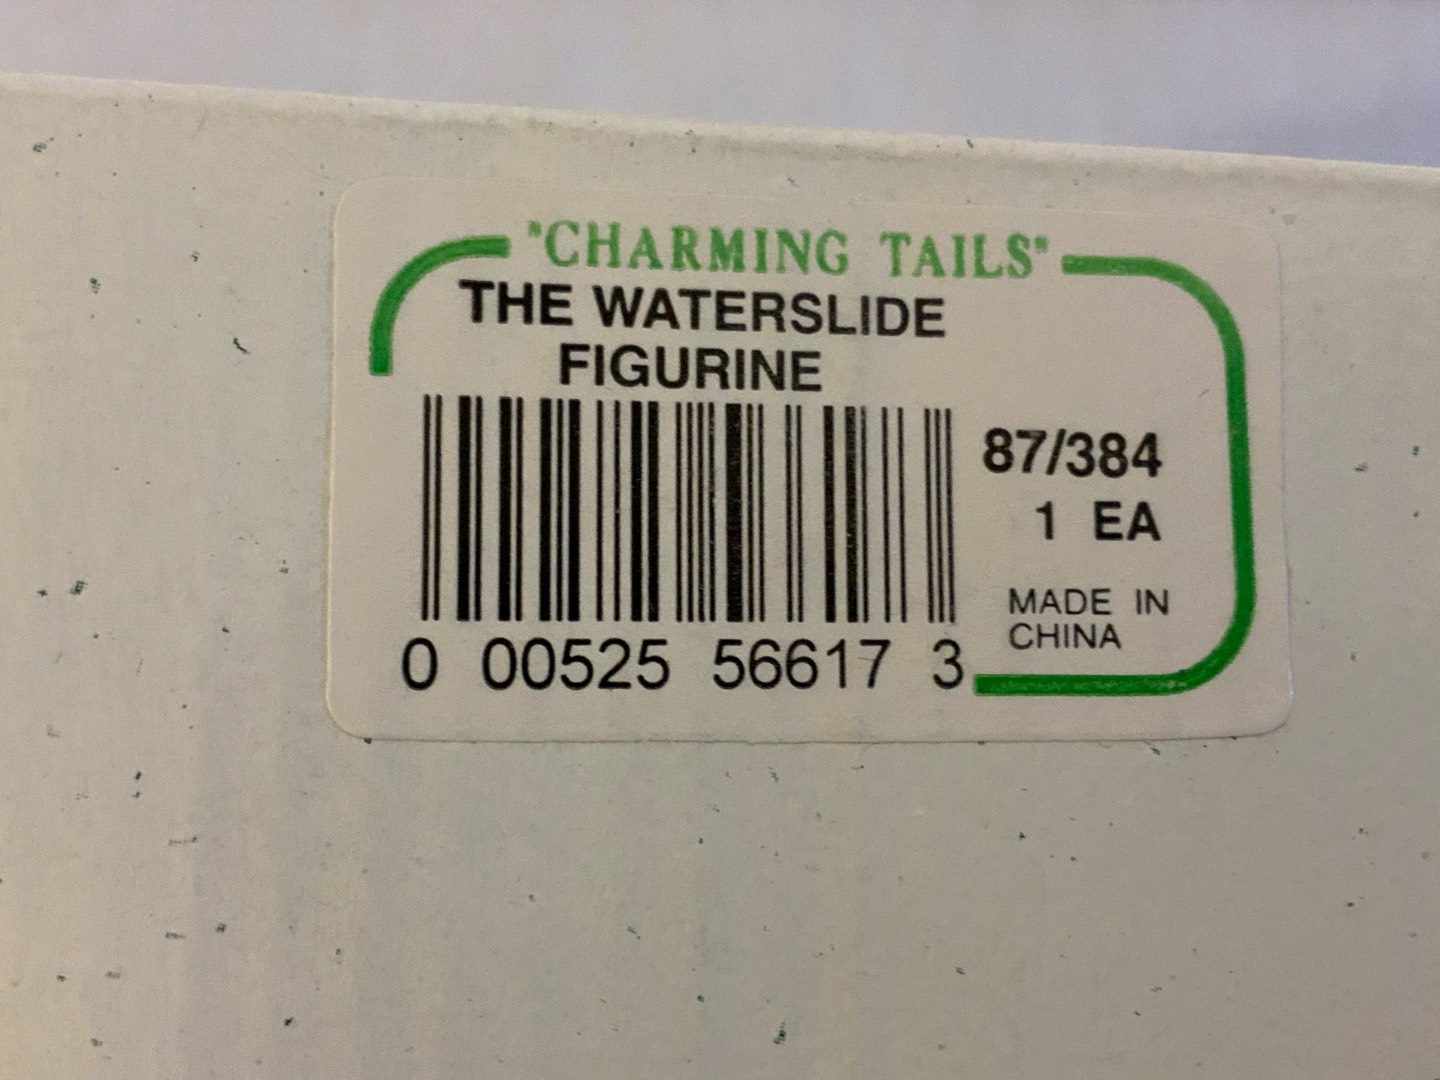 "CHARMING TAILS"
THE WATERSLIDE
FIGURINE
87/384
1 EA
MADE IN
CHINA
0 00525 56617 3